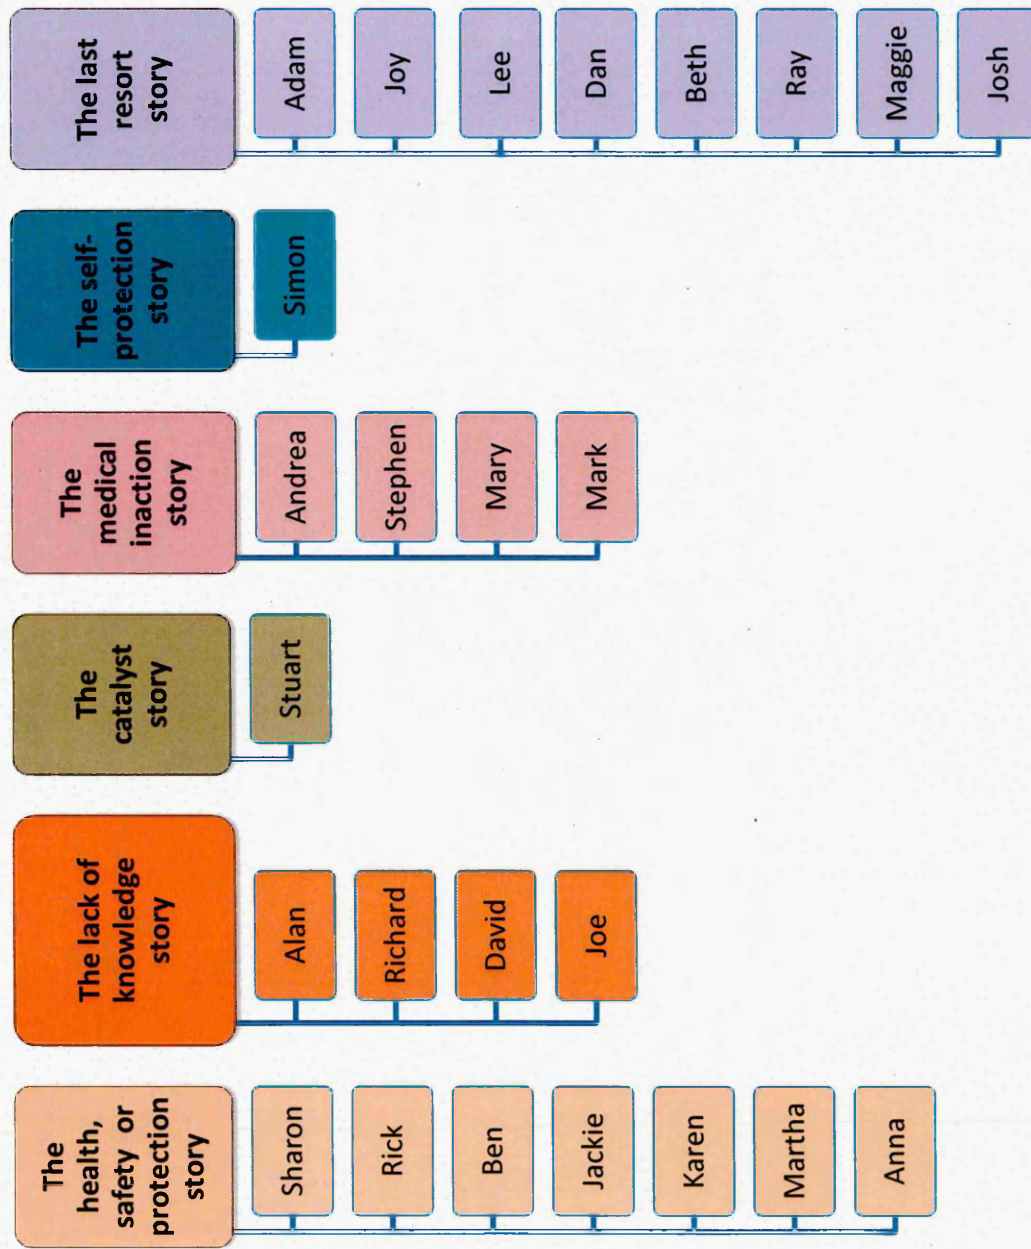 The
health,
safety or
protection
story
Sharon
Rick
Ben
Jackie
Karen
Martha
Anna
The lack of
knowledge
story
Alan
Richard
David
Joe
The
catalyst
story
Stuart
The
medical
inaction
story
Andrea
Stephen
Mary
Mark
The self-
protection
story
Simon
The last
resort
story
Adam
Joy
Lee
Dan
Beth
Ray
Maggie
Josh